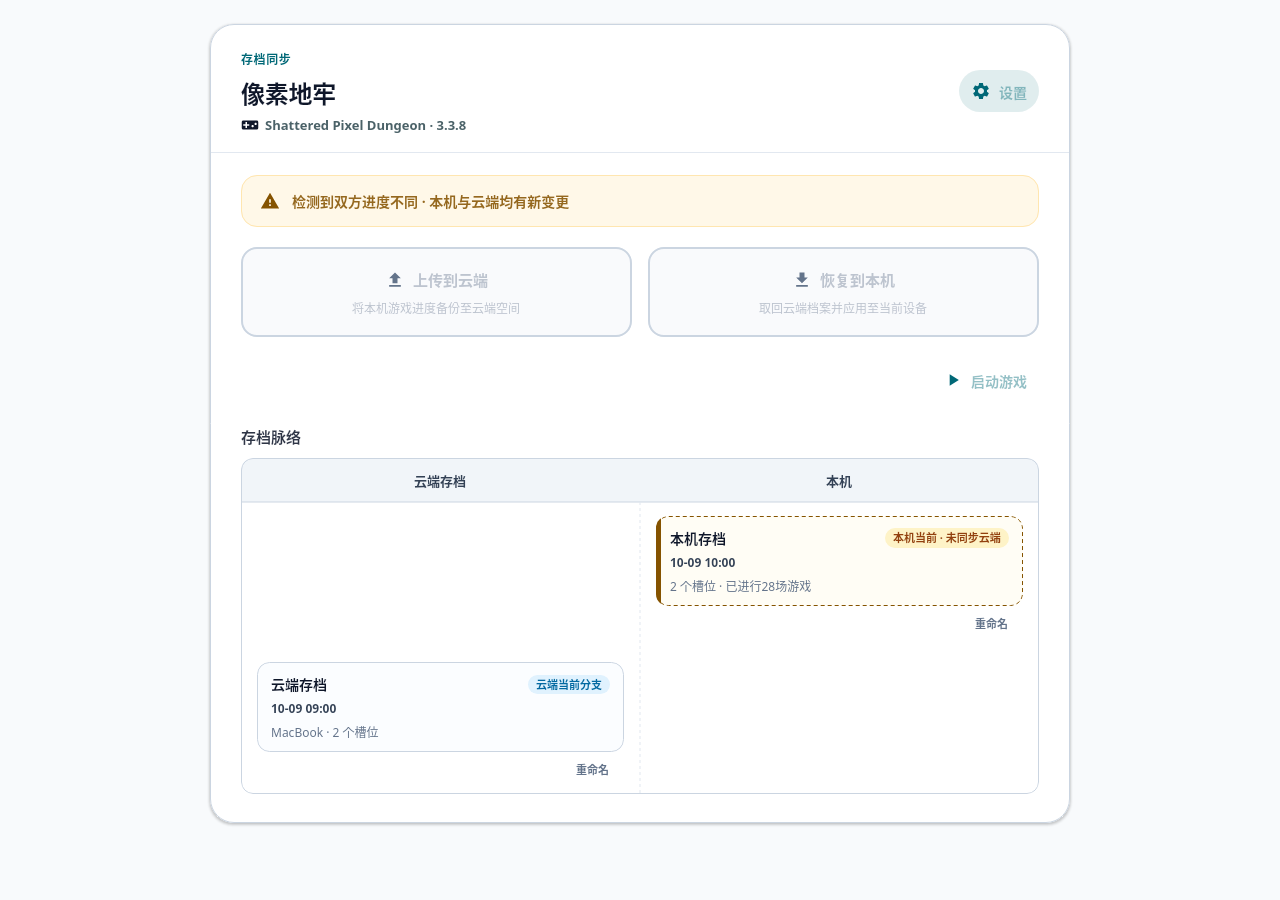 存档同步
像素地牢
Shattered Pixel Dungeon · 3.3.8
设置
检测到双方进度不同 · 本机与云端均有新变更
上传到云端
将本机游戏进度备份至云端空间
恢复到本机
取回云端档案并应用至当前设备
启动游戏
存档脉络
云端存档
本机
本机存档
本机当前 · 未同步云端
10-09 10:00
2 个槽位 · 已进行28场游戏
重命名
云端存档
云端当前分支
10-09 09:00
MacBook · 2 个槽位
重命名